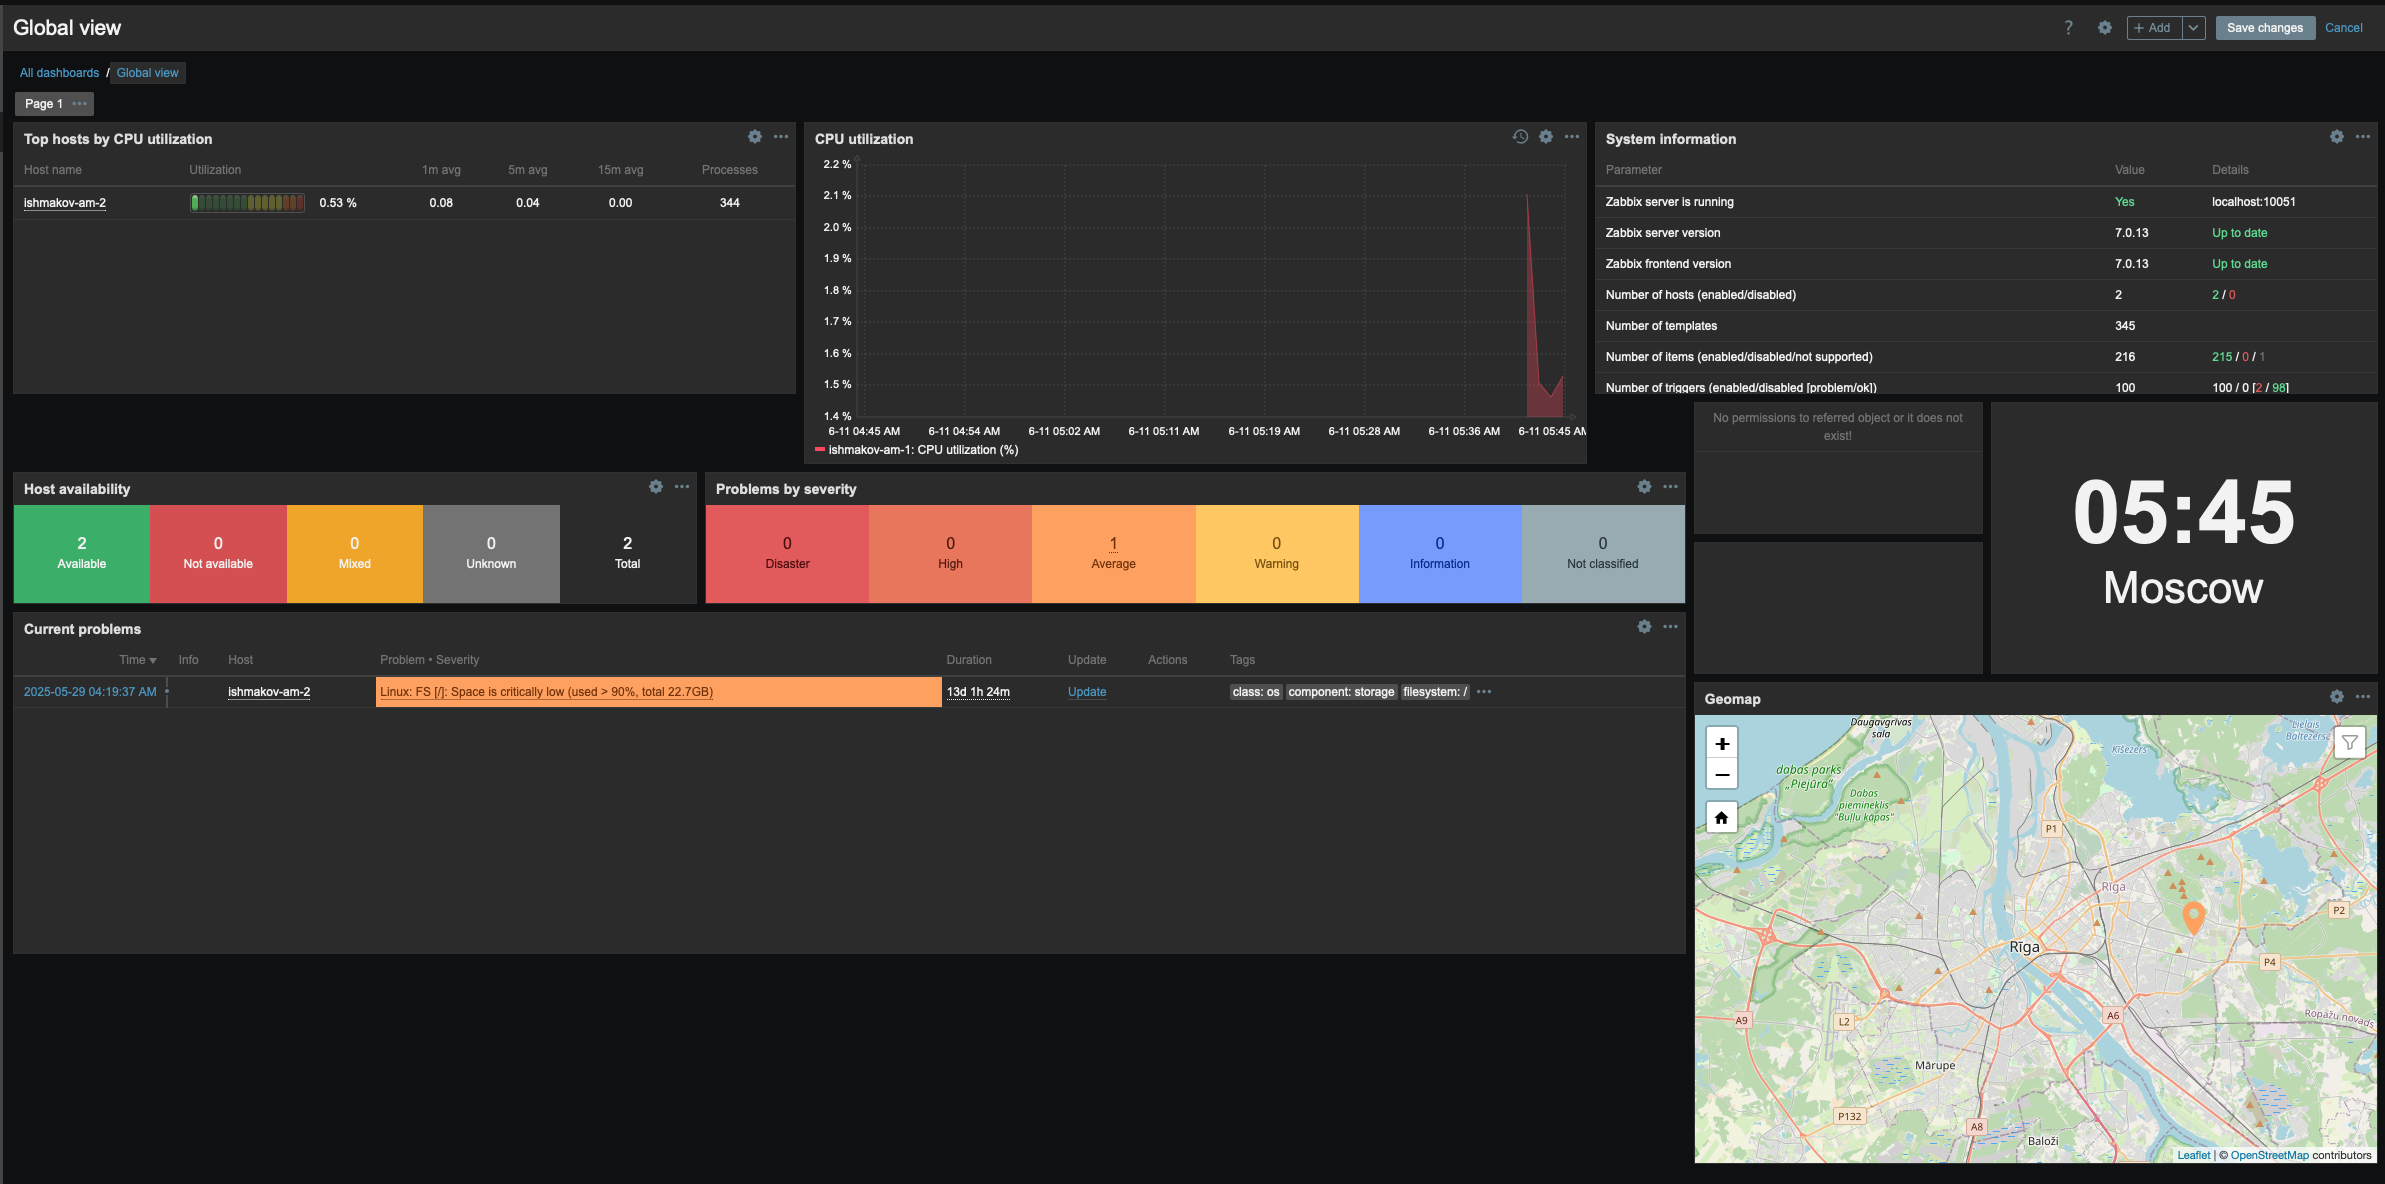 Global view
? + Add Save changes Cancel
All dashboards / Global view
Page 1
Top hosts by CPU utilization
Host name Utilization 1m avg 5m avg 15m avg Processes
ishmakov-am-2 0.53 % 0.08 0.04 0.00 344
CPU utilization
2.2 %
2.1 %
2.0 %
1.9 %
1.8 %
1.7 %
1.6 %
1.5 %
1.4 %
6-11 04:45 AM 6-11 04:54 AM 6-11 05:02 AM 6-11 05:11 AM 6-11 05:19 AM 6-11 05:28 AM 6-11 05:36 AM 6-11 05:45 AM
ishmakov-am-1: CPU utilization (%)
System information
Parameter Value Details
Zabbix server is running Yes localhost:10051
Zabbix server version 7.0.13 Up to date
Zabbix frontend version 7.0.13 Up to date
Number of hosts (enabled/disabled) 2 2 / 0
Number of templates 345
Number of items (enabled/disabled/not supported) 216 215 / 0 / 1
Number of triggers (enabled/disabled [problem/ok]) 100 100 / 0 [2 / 98]
No permissions to referred object or it does not
exist!
05:45
Moscow
Host availability
2 0 0 0 2
Available Not available Mixed Unknown Total
Problems by severity
0 0 1 0 0 0
Disaster High Average Warning Information Not classified
Current problems
Time Info Host Problem • Severity Duration Update Actions Tags
2025-05-29 04:19:37 AM ishmakov-am-2 Linux: FS [/]: Space is critically low (used > 90%, total 22.7GB) 13d 1h 24m Update class: os component: storage filesystem: /
Geomap
+
−
Daugavgrīvas
sala
Lielais
Baltezers
Ķīšezers
dabas parks
„Piejūra"
Dabas
piemineklis
"Buļļu kāpas"
P1
Rīga
P2
Rīga
P4
A9
L2
A6
Ropažu novads
Mārupe
P132
A8
Baloži
Leaflet | © OpenStreetMap contributors